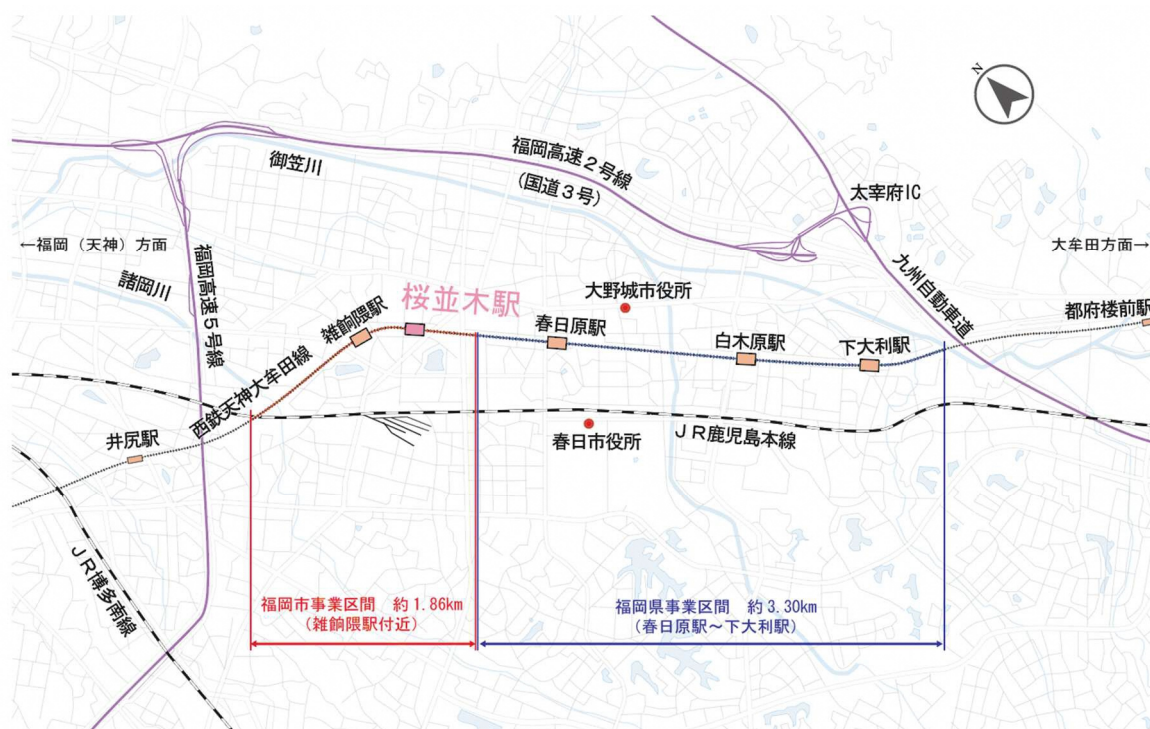 N
福岡高速2号線
(国道3号)
御笠川
太宰府IC
←福岡(天神)方面
大牟田方面→
福岡高速5号線
諸岡川
九州自動車道
大野城市役所
桜並木駅
雑餉隈駅
春日原駅
白木原駅
下大利駅
都府楼前駅
西鉄天神大牟田線
井尻駅
春日市役所
JR鹿児島本線
JR博多南線
福岡市事業区間 約1.86km
(雑餉隈駅付近)
福岡県事業区間 約3.30km
(春日原駅~下大利駅)